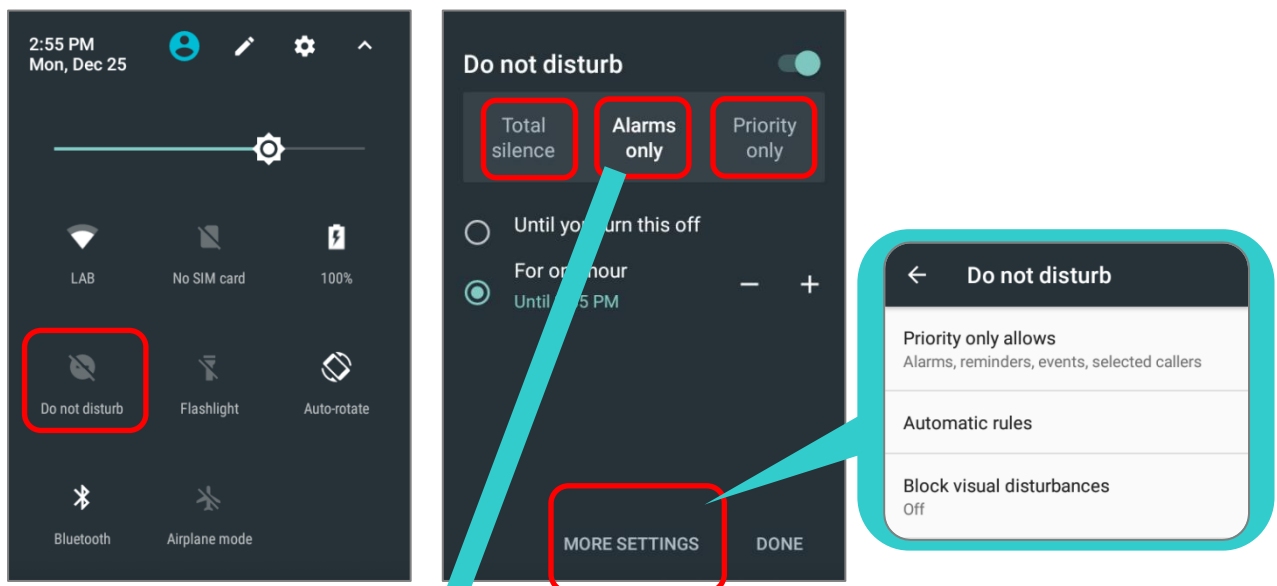 2:55 PM
Mon, Dec 25
LAB
No SIM card
100%
Do not disturb
Flashlight
Auto-rotate
Bluetooth
Airplane mode
Do not disturb
Total
silence
Alarms
only
Priority
only
Until you turn this off
For one hour
Until PM
MORE SETTINGS
DONE
Do not disturb
Priority only allows
Alarms, reminders, events, selected callers
Automatic rules
Block visual disturbances
Off